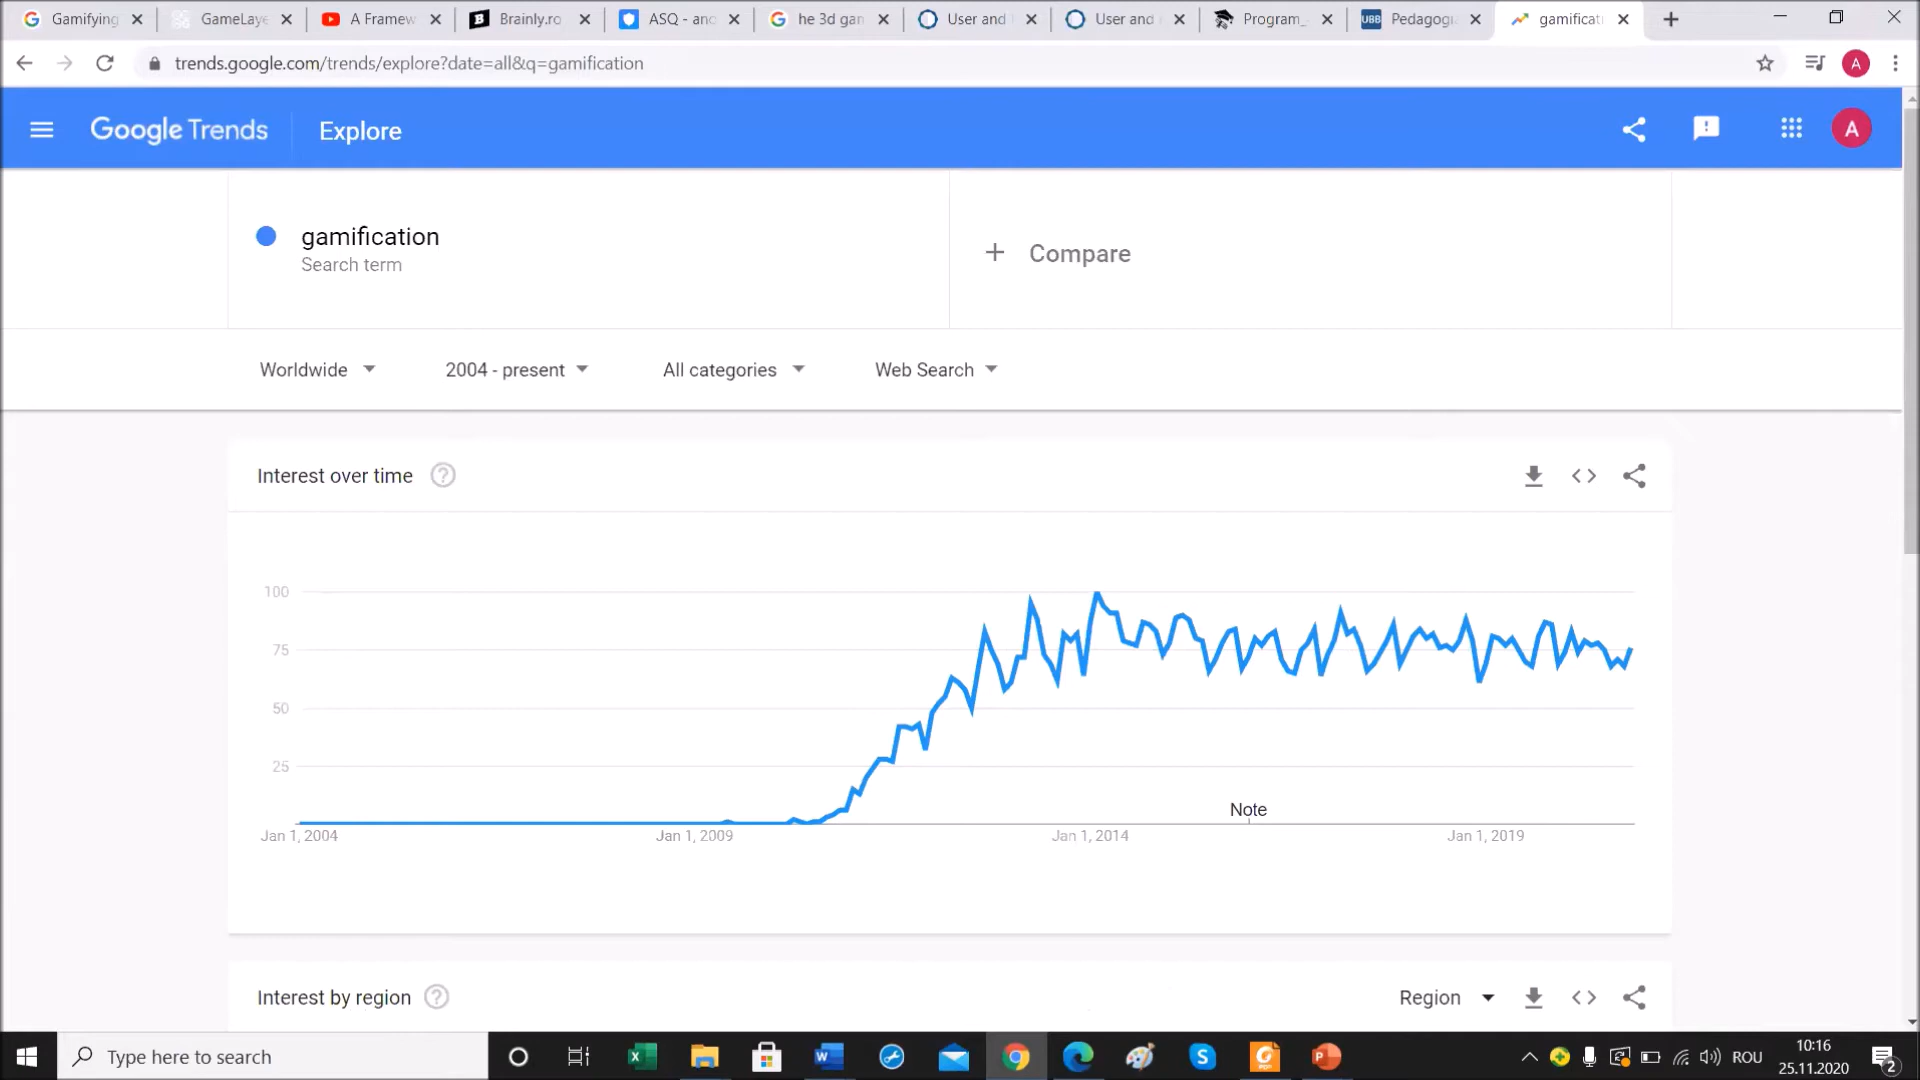 Gamifying
GameLaye
A Framew
Brainly.ro
ASQ - and
he 3d gan
User and
User and
Program_
Pedagogi
gamificati
trends.google.com/trends/explore?date=all&q=gamification
A
Google Trends
Explore
A
gamification
Search term
+ Compare
Worldwide
2004 - present
All categories
Web Search
Interest over time
100
75
50
25
Note
Jan 1, 2004
Jan 1, 2009
Jan 1, 2014
Jan 1, 2019
Interest by region
Region
Type here to search
ROU
10:16
25.11.2020
2